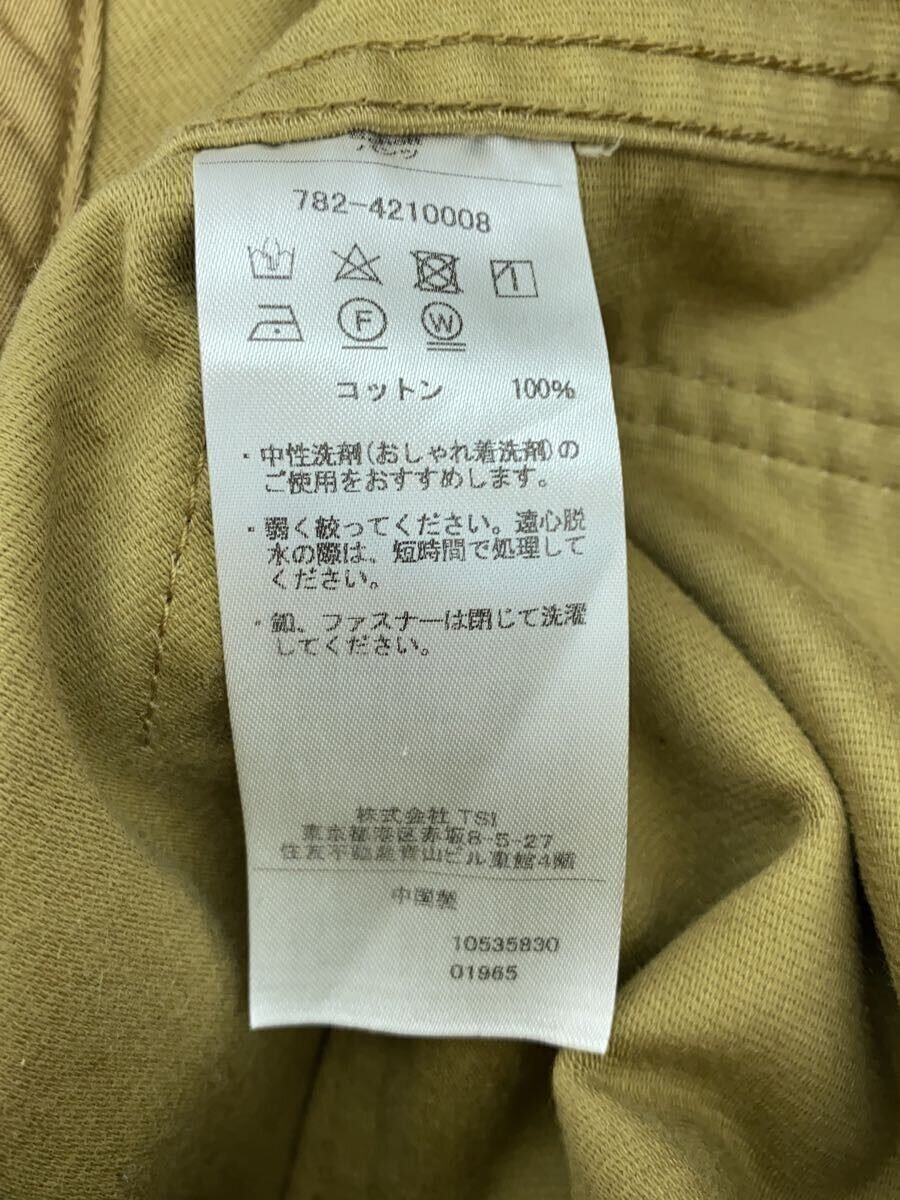 パンツ
782-4210008
F W
コットン 100%
・中性洗剤(おしゃれ着洗剤)の
ご使用をおすすめします。
・弱く絞ってください。遠心脱
水の際は、短時間で処理して
ください。
・釦、ファスナーは閉じて洗濯
してください。
株式会社 TSI
東京都港区赤坂8-5-27
住友不動産青山ビル東館4階
中国製
10535830
01965